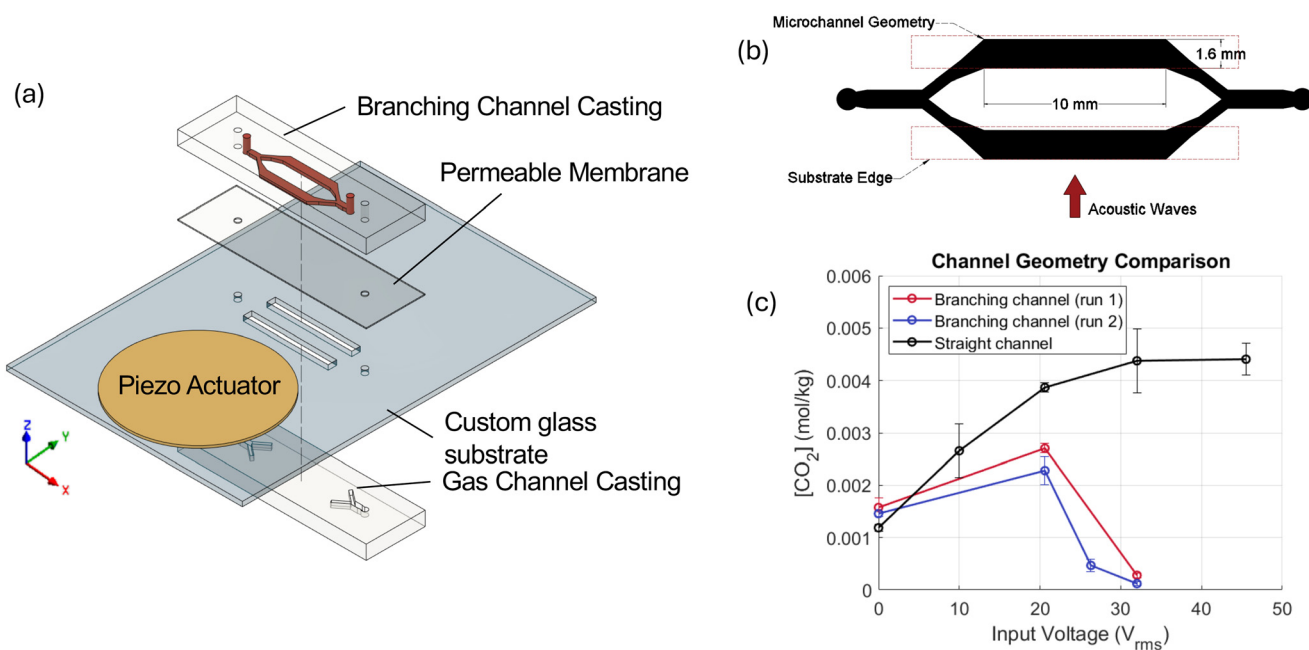 (a)
Branching Channel Casting
Permeable Membrane
Piezo Actuator
Custom glass
substrate
Gas Channel Casting
Z
Y
X
(b)
Microchannel Geometry
1.6 mm
10 mm
Substrate Edge
Acoustic Waves
(c)
Channel Geometry Comparison
Branching channel (run 1)
Branching channel (run 2)
Straight channel
[CO2] (mol/kg)
0.006
0.005
0.004
0.003
0.002
0.001
0
0 10 20 30 40 50
Input Voltage (Vrms)